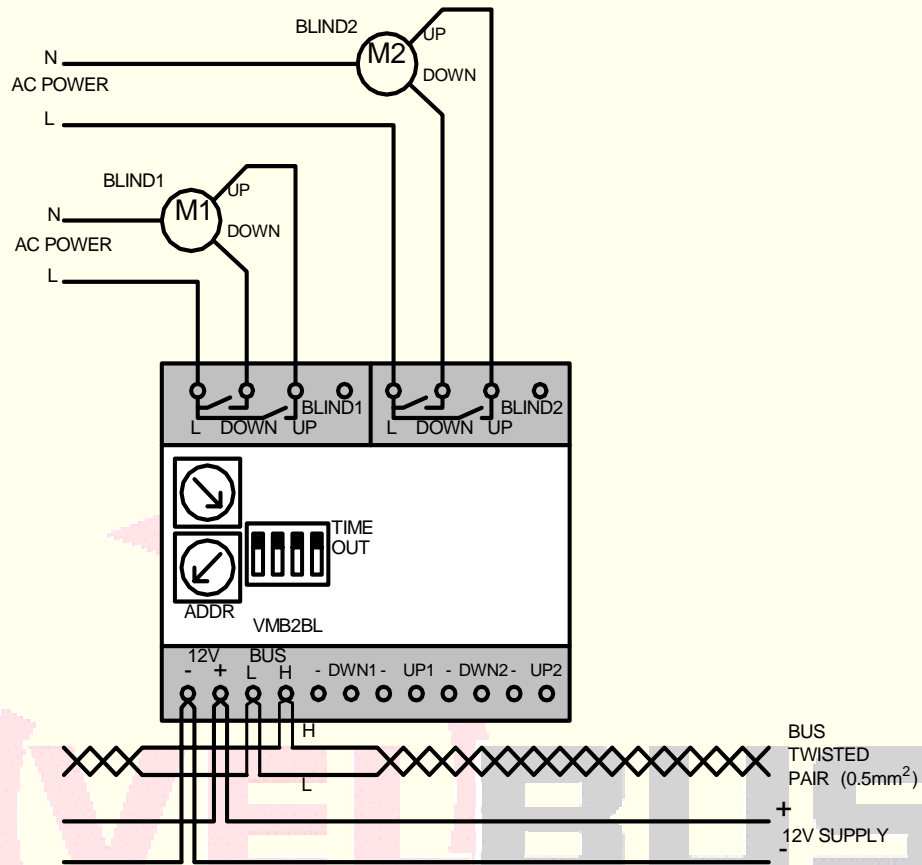 BLIND2
UP
M2
N
DOWN
AC POWER
L
BLIND1
UP
M1
N
DOWN
AC POWER
L
BLIND1 BLIND2
L DOWN UP L DOWN UP
TIME
OUT
ADDR
VMB2BL
12V BUS
- + L H - DWN1 - UP1 - DWN2 - UP2
H
L
BUS
TWISTED
PAIR (0.5mm²)
+
12V SUPPLY
-
VELBUS